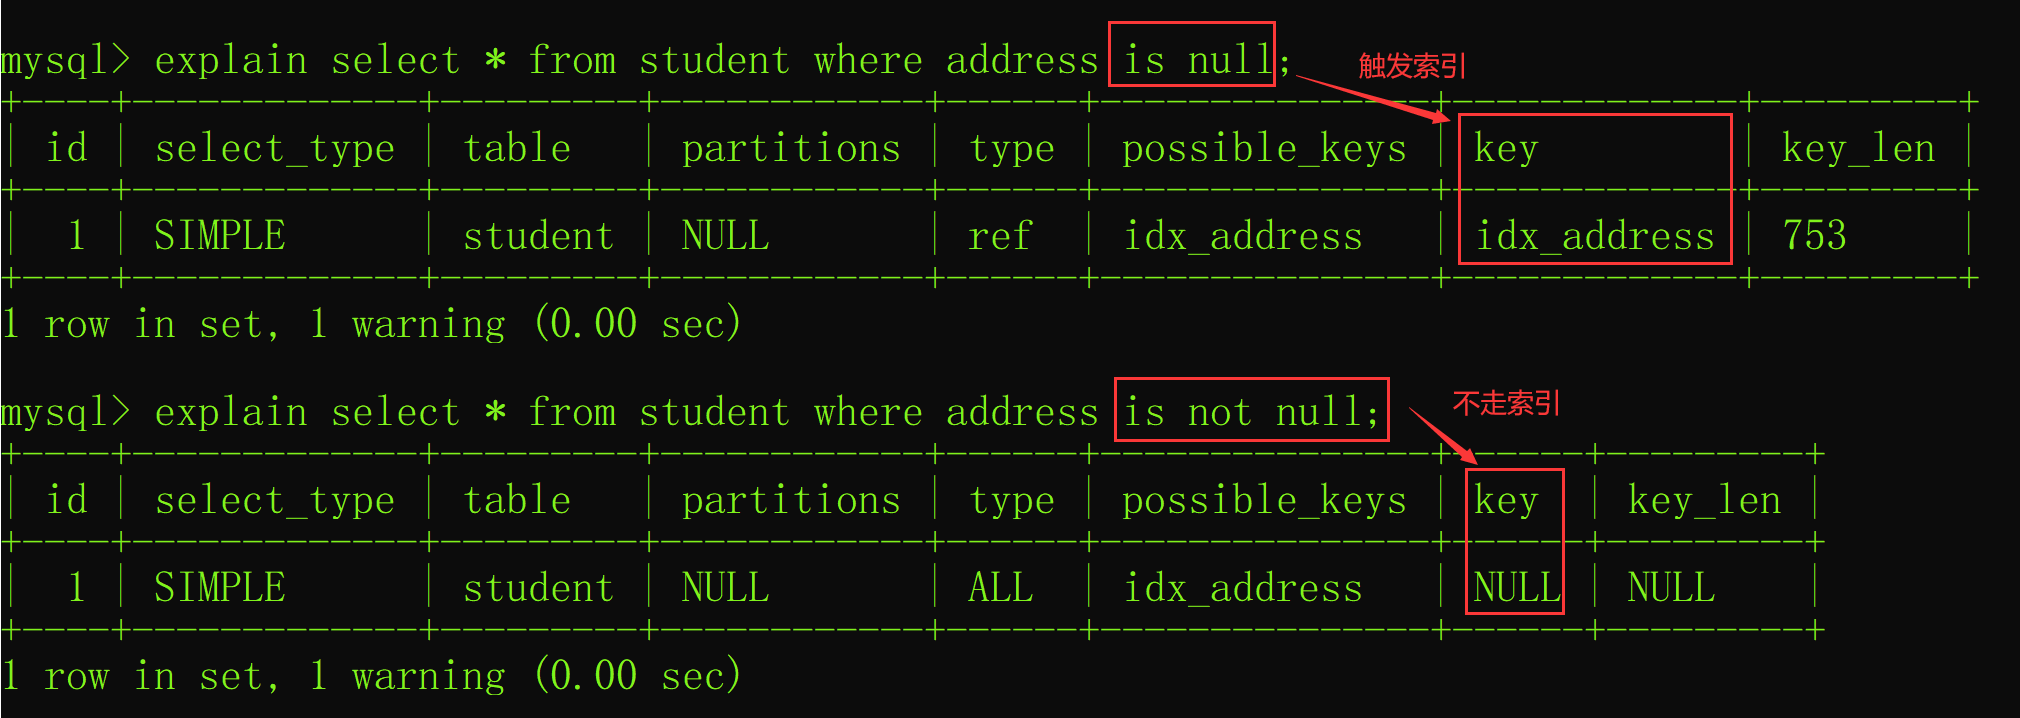 mysql> explain select * from student where address is null;
触发索引
+-----+--------------+----------+-------------+-------+----------------+--------------+----------+
| id | select_type | table | partitions | type | possible_keys | key | key_len |
+-----+--------------+----------+-------------+-------+----------------+--------------+----------+
| 1 | SIMPLE | student | NULL | ref | idx_address | idx_address | 753 |
+-----+--------------+----------+-------------+-------+----------------+--------------+----------+
1 row in set, 1 warning (0.00 sec)
mysql> explain select * from student where address is not null;
不走索引
+-----+--------------+----------+-------------+-------+----------------+-------+----------+
| id | select_type | table | partitions | type | possible_keys | key | key_len |
+-----+--------------+----------+-------------+-------+----------------+-------+----------+
| 1 | SIMPLE | student | NULL | ALL | idx_address | NULL | NULL |
+-----+--------------+----------+-------------+-------+----------------+-------+----------+
1 row in set, 1 warning (0.00 sec)